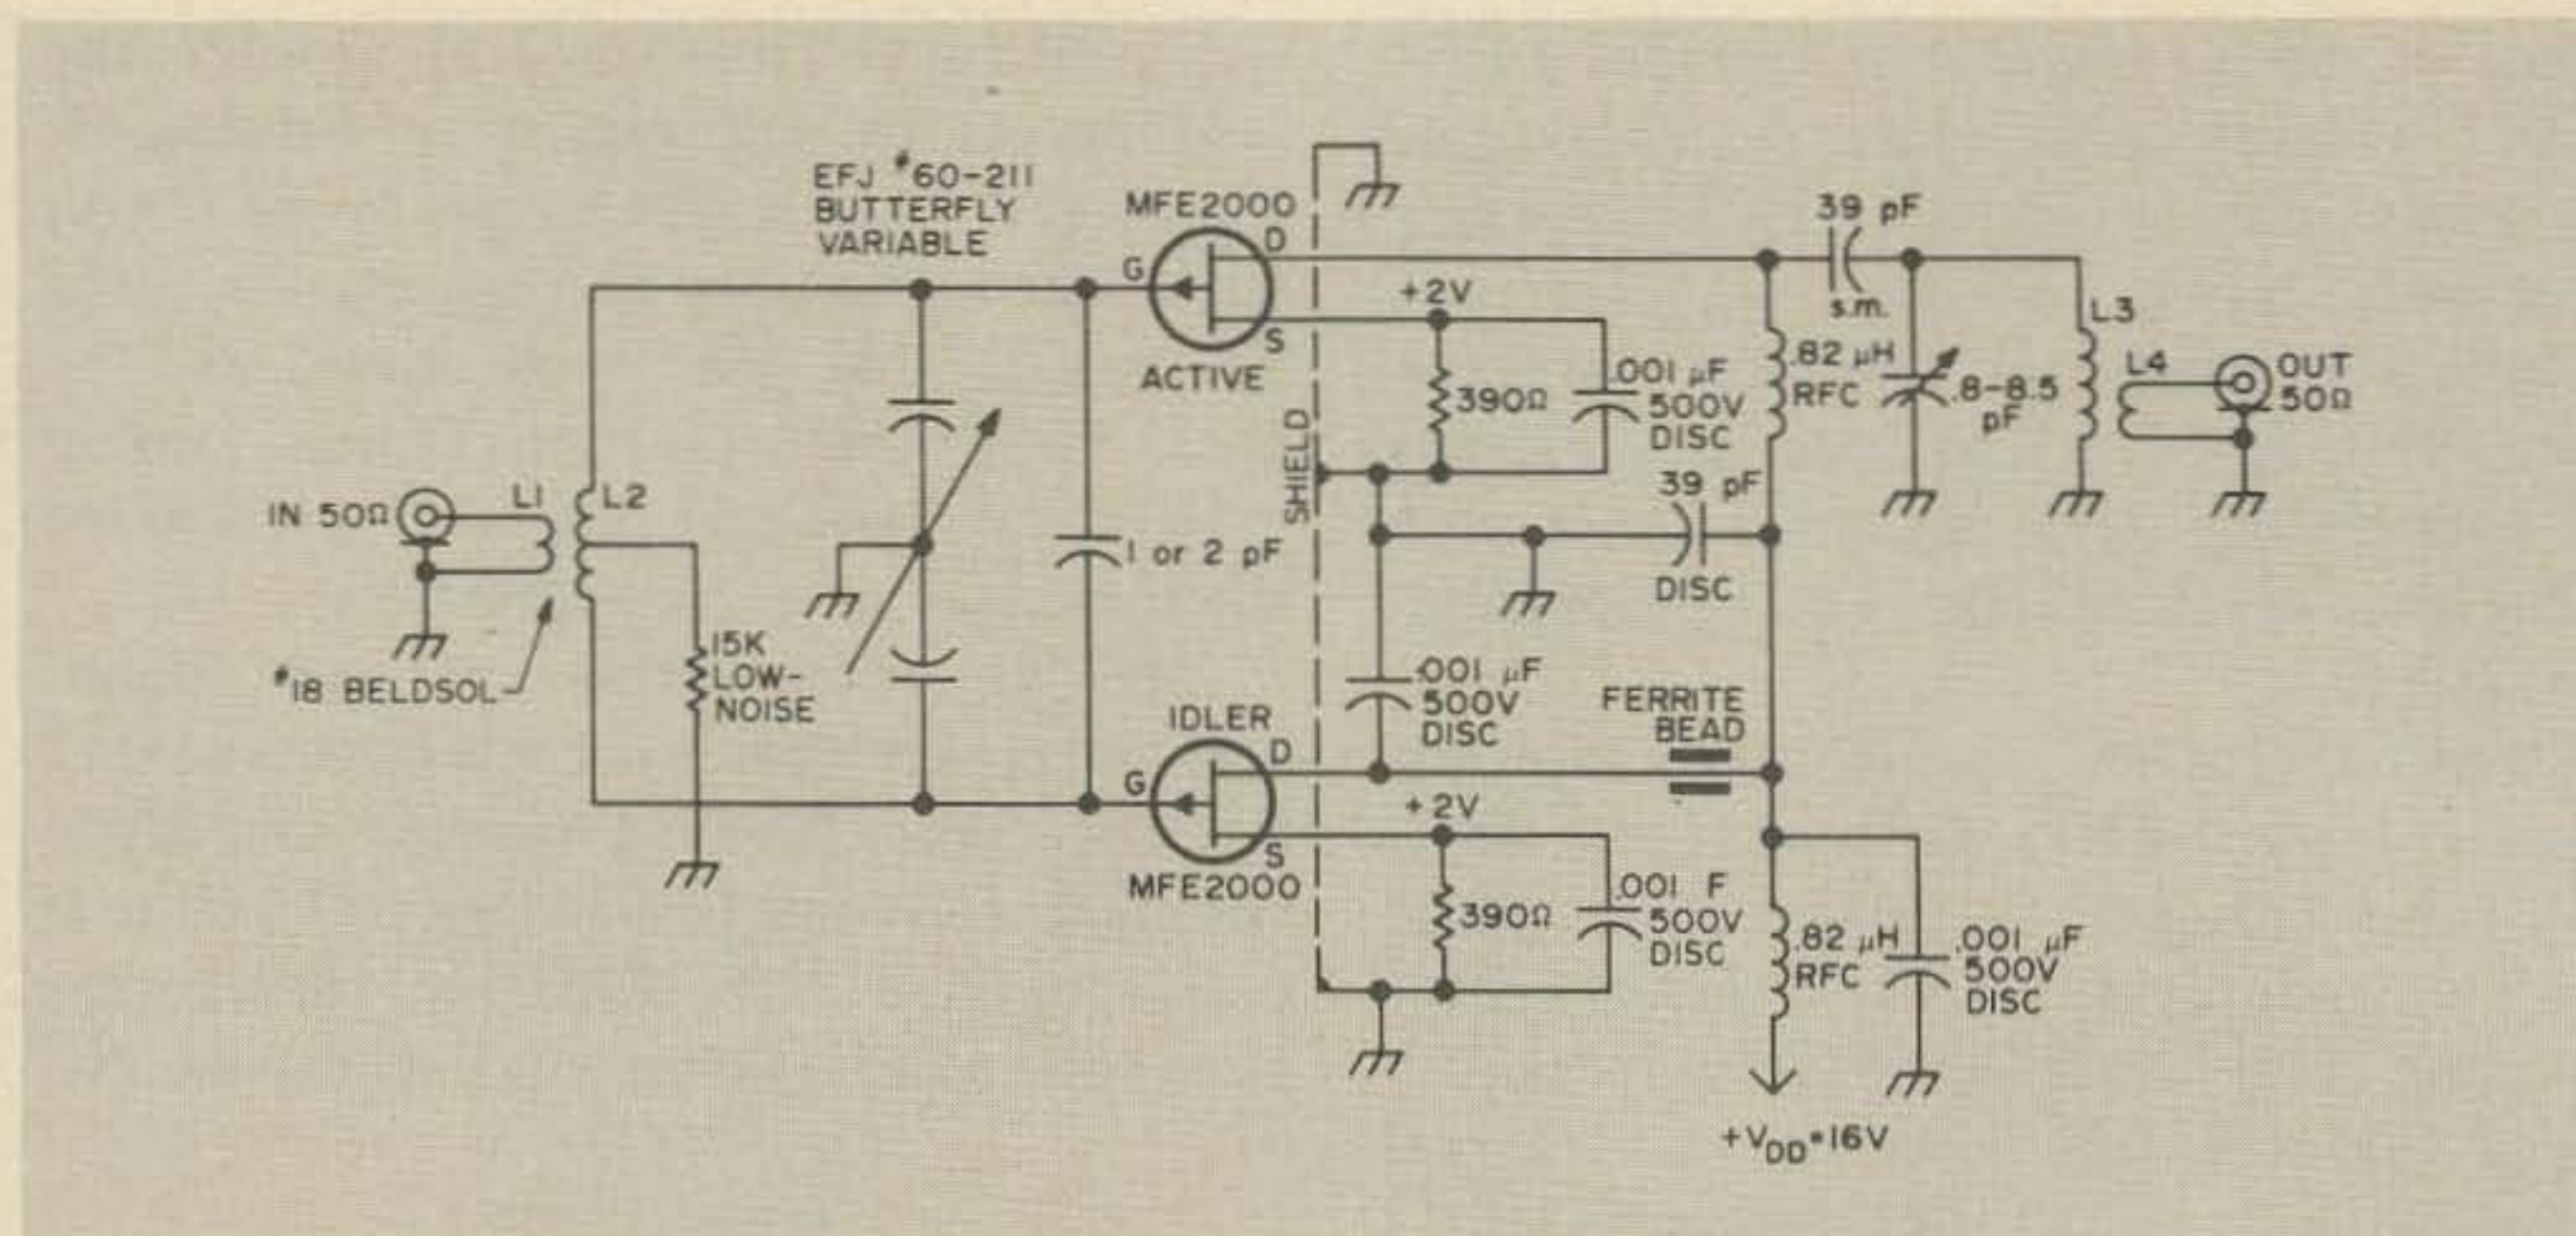 EFJ #60-211
BUTTERFLY
VARIABLE
MFE2000
D
G
S
ACTIVE
+2V
390Ω
.001 µF
500V
DISC
39 pF
s.m.
.82 µH
RFC
.8-8.5
pF
L3
L4
OUT
50Ω
SHIELD
39 pF
DISC
IN 50Ω
L1
L2
#18 BELDSOL
15K
LOW-
NOISE
1 or 2 pF
.001 µF
500V
DISC
FERRITE
BEAD
IDLER
D
G
S
MFE2000
+2V
390Ω
.001 F
500V
DISC
.82 µH
RFC
.001 µF
500V
DISC
+VDD=16V